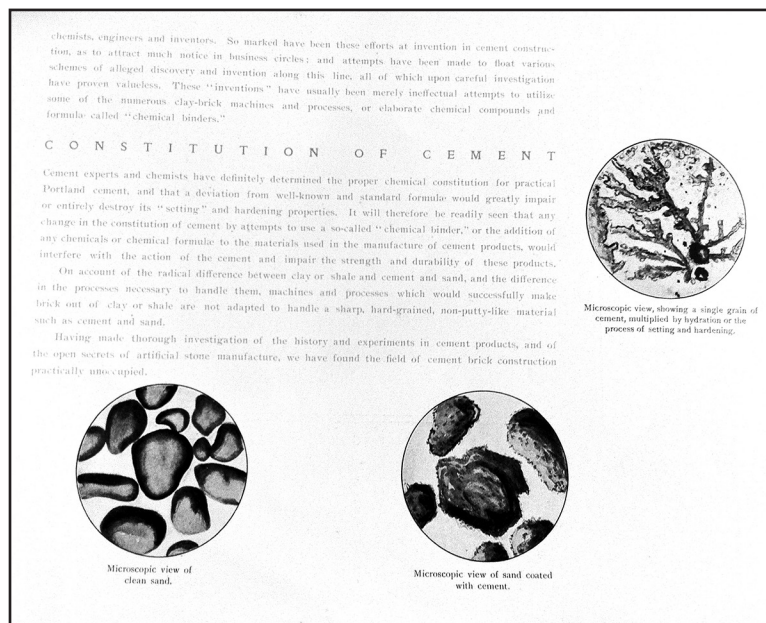 chemists, engineers and inventors. So marked have been these efforts at invention in cement construc-
tion, as to attract much notice in business circles; and attempts have been made to float various
schemes of alleged discovery and invention along this line, all of which upon careful investigation
have proven valueless. These "inventions" have usually been merely ineffectual attempts to utilize
some of the numerous clay-brick machines and processes, or elaborate chemical compounds and
formulæ called "chemical binders."
CONSTITUTION OF CEMENT
Cement experts and chemists have definitely determined the proper chemical constitution for practical
Portland cement, and that a deviation from well-known and standard formulæ would greatly impair
or entirely destroy its "setting" and hardening properties. It will therefore be readily seen that any
change in the constitution of cement by attempts to use a so-called "chemical binder," or the addition of
any chemicals or chemical formulæ to the materials used in the manufacture of cement products, would
interfere with the action of the cement and impair the strength and durability of these products.
On account of the radical difference between clay or shale and cement and sand, and the difference
in the processes necessary to handle them, machines and processes which would successfully make
brick out of clay or shale are not adapted to handle a sharp, hard-grained, non-putty-like material
such as cement and sand.
Having made thorough investigation of the history and experiments in cement products, and of
the open secrets of artificial stone manufacture, we have found the field of cement brick construction
practically unoccupied.
Microscopic view, showing a single grain of
cement, multiplied by hydration or the
process of setting and hardening.
Microscopic view of
clean sand.
Microscopic view of sand coated
with cement.